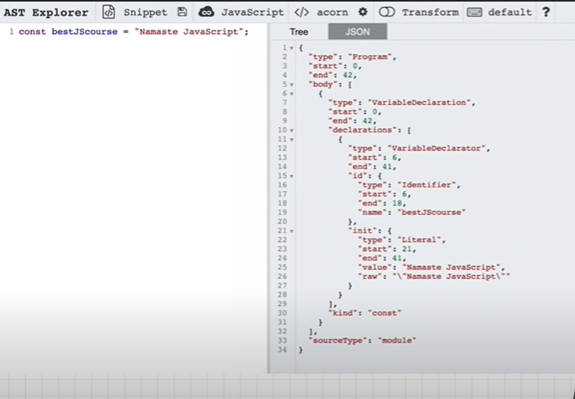 AST Explorer Snippet JavaScript </> acorn Transform default ?
1 const bestJScourse = "Namaste JavaScript";
Tree JSON
1 {
2 "type": "Program",
3 "start": 0,
4 "end": 42,
5 "body": [
6 {
7 "type": "VariableDeclaration",
8 "start": 0,
9 "end": 42,
10 "declarations": [
11 {
12 "type": "VariableDeclarator",
13 "start": 6,
14 "end": 41,
15 "id": {
16 "type": "Identifier",
17 "start": 6,
18 "end": 18,
19 "name": "bestJScourse"
20 },
21 "init": {
22 "type": "Literal",
23 "start": 21,
24 "end": 41,
25 "value": "Namaste JavaScript",
26 "raw": "\"Namaste JavaScript\""
27 }
28 }
29 ],
30 "kind": "const"
31 }
32 ],
33 "sourceType": "module"
34 }